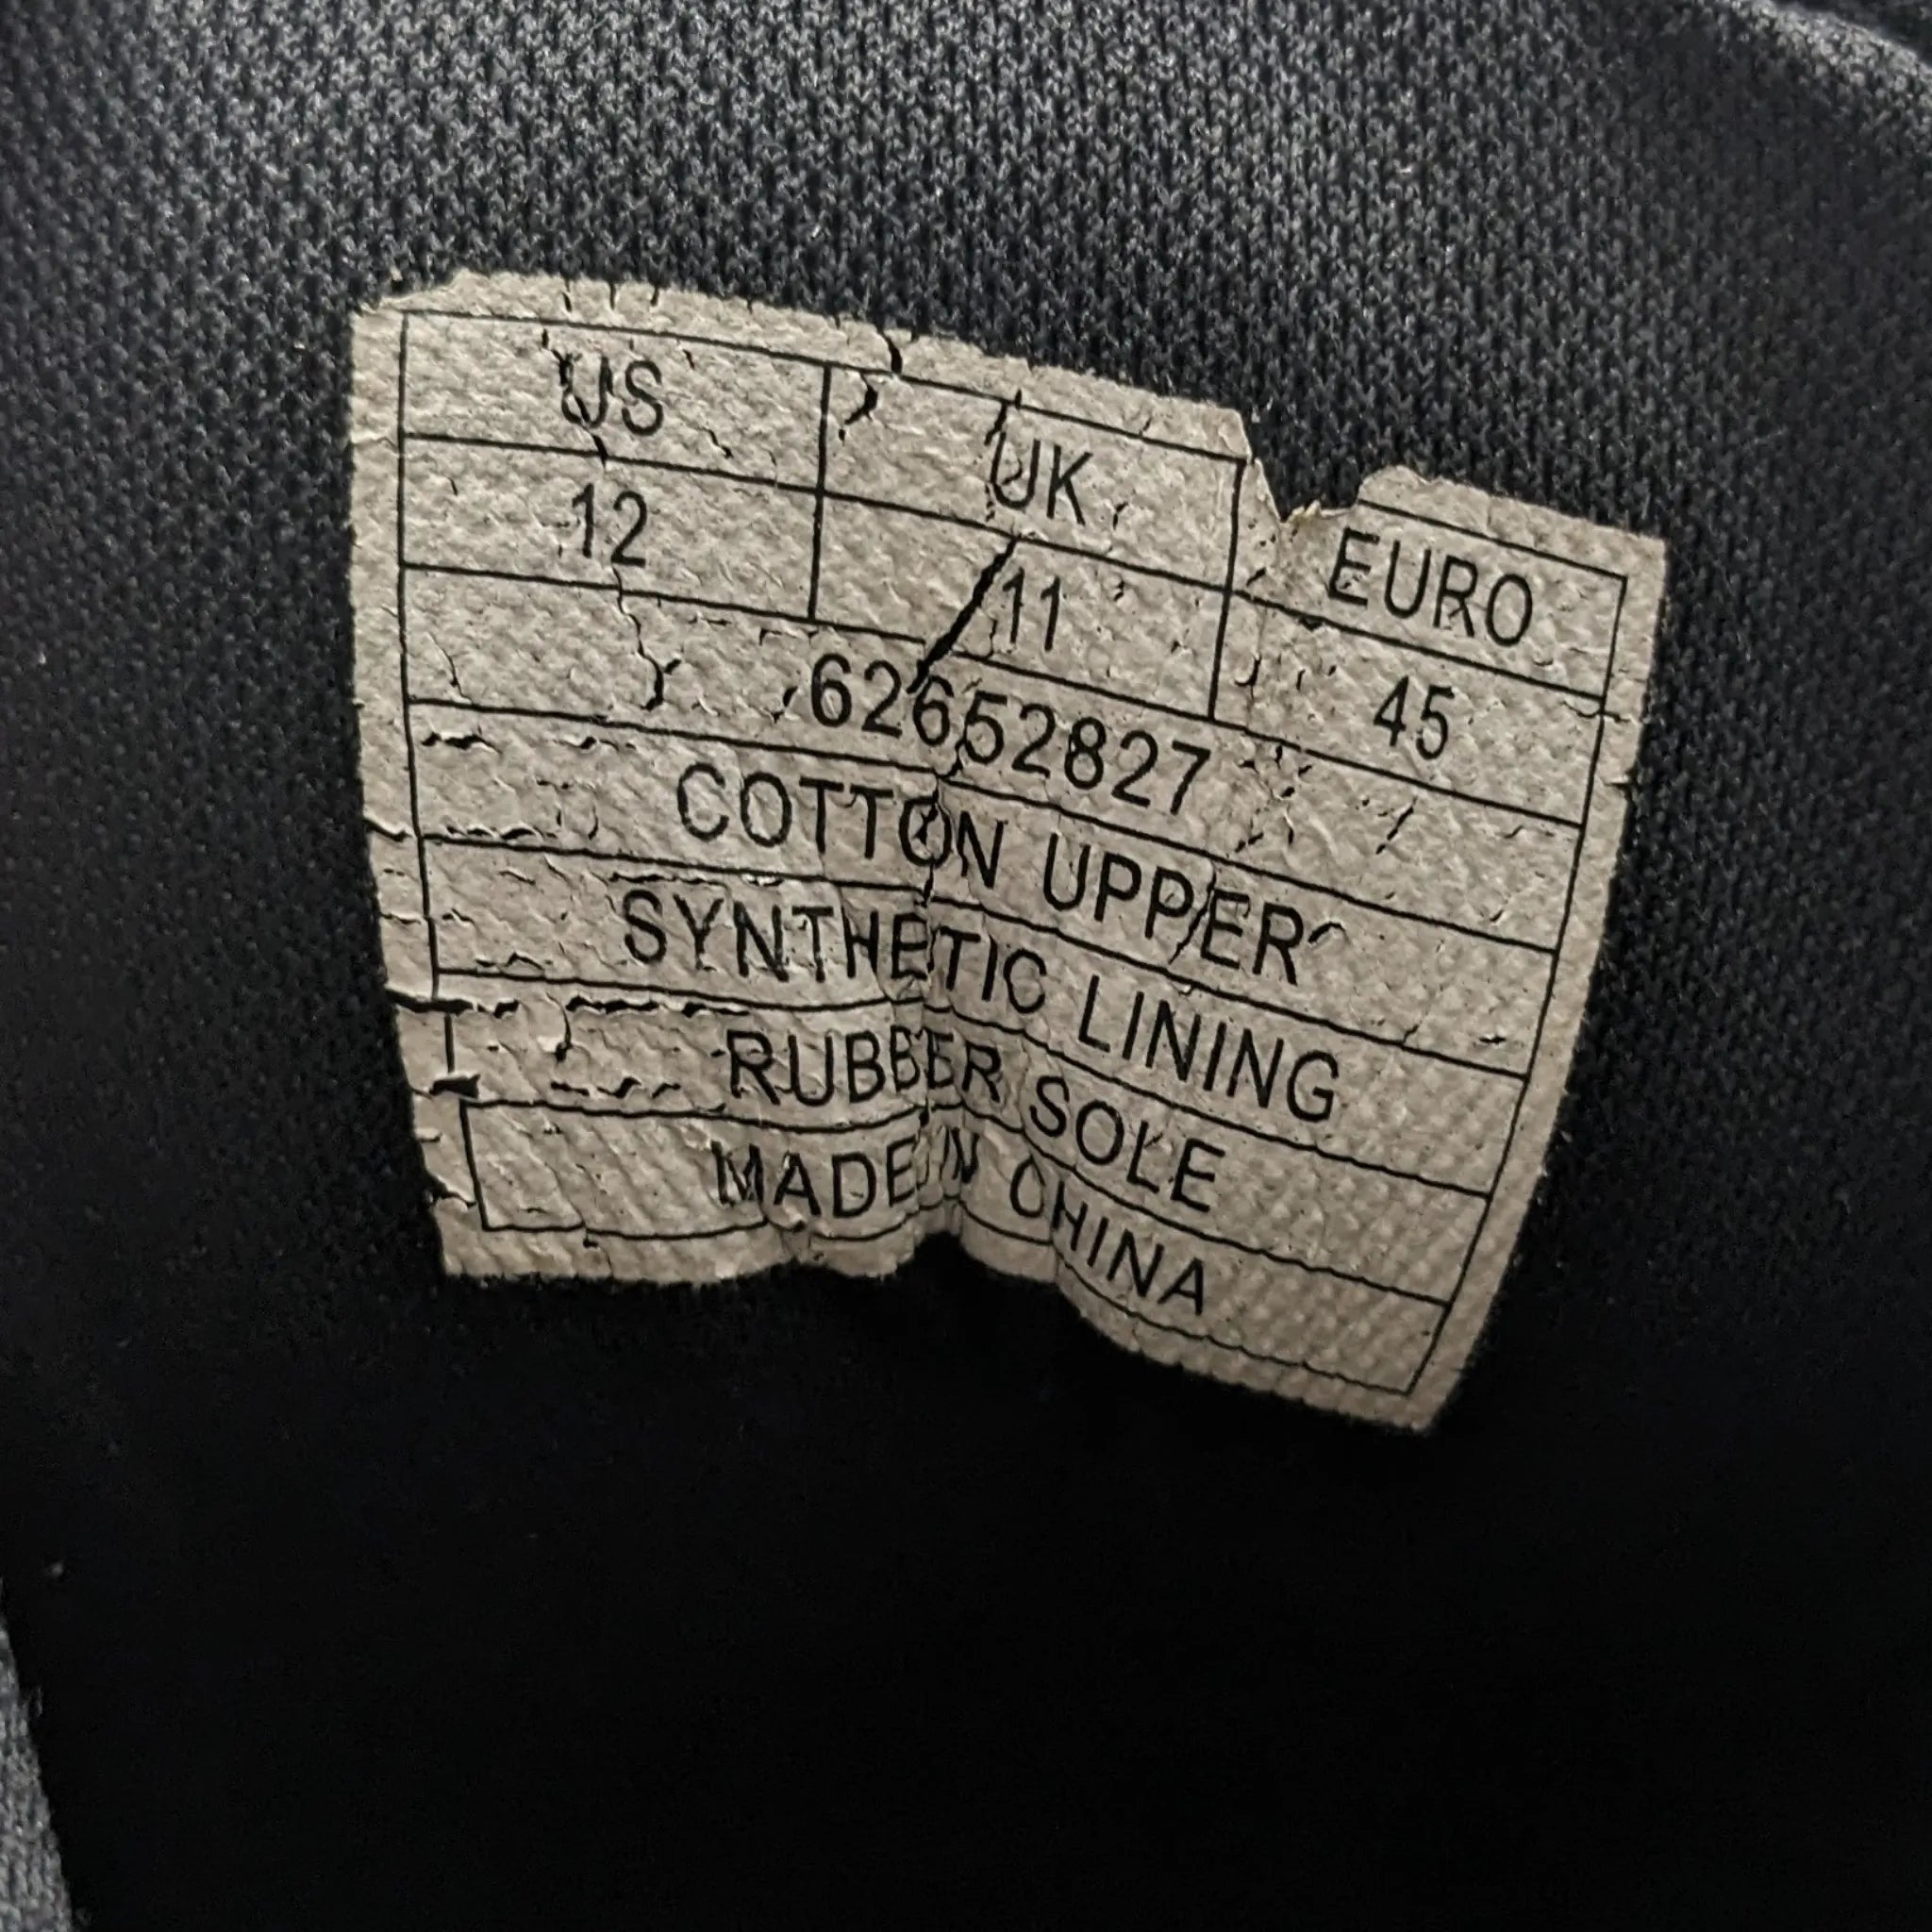 US UK EURO
12 11 45
62652827
COTTON UPPER
SYNTHETIC LINING
RUBBER SOLE
MADE IN CHINA